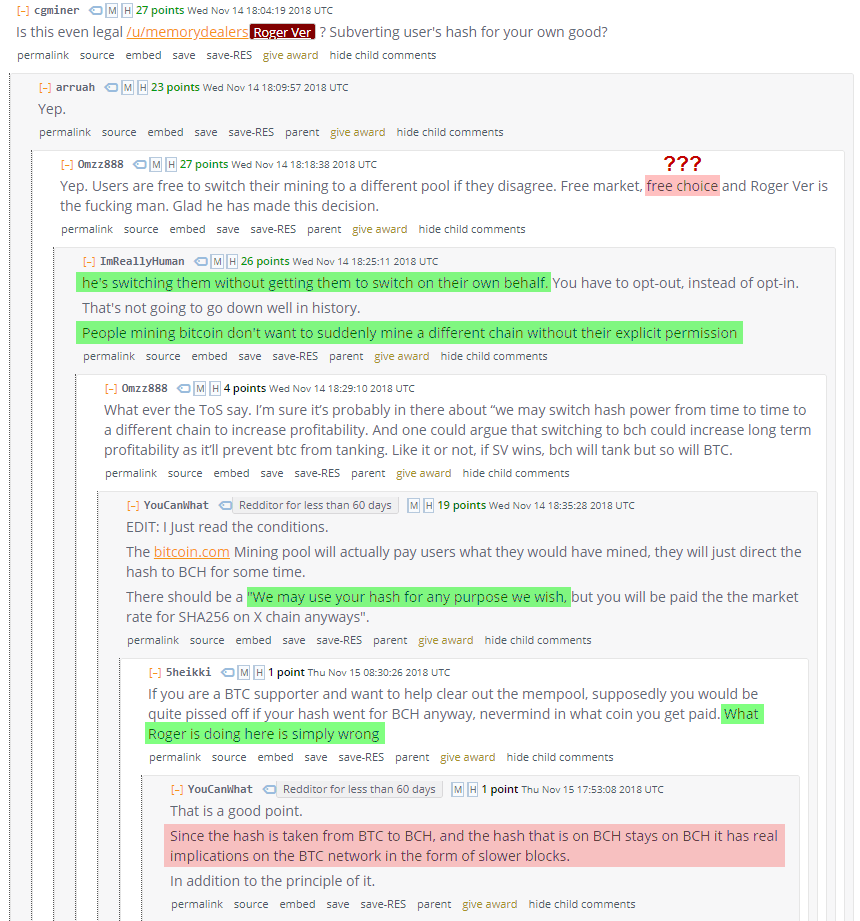 [–] cgminer M H 27 points Wed Nov 14 18:04:19 2018 UTC
Is this even legal /u/memorydealers Roger Ver ? Subverting user's hash for your own good?
permalink source embed save save-RES give award hide child comments
[–] arruah M H 23 points Wed Nov 14 18:09:57 2018 UTC
Yep.
permalink source embed save save-RES parent give award hide child comments
???
[–] Omzz888 M H 27 points Wed Nov 14 18:18:38 2018 UTC
Yep. Users are free to switch their mining to a different pool if they disagree. Free market, free choice and Roger Ver is
the fucking man. Glad he has made this decision.
permalink source embed save save-RES parent give award hide child comments
[–] ImReallyHuman M H 26 points Wed Nov 14 18:25:11 2018 UTC
he's switching them without getting them to switch on their own behalf. You have to opt-out, instead of opt-in.
That's not going to go down well in history.
People mining bitcoin don't want to suddenly mine a different chain without their explicit permission
permalink source embed save save-RES parent give award hide child comments
[–] Omzz888 M H 4 points Wed Nov 14 18:29:10 2018 UTC
What ever the ToS say. I'm sure it's probably in there about “we may switch hash power from time to time to
a different chain to increase profitability. And one could argue that switching to bch could increase long term
profitability as it'll prevent btc from tanking. Like it or not, if SV wins, bch will tank but so will BTC.
permalink source embed save save-RES parent give award hide child comments
[–] YouCanWhat Redditor for less than 60 days M H 19 points Wed Nov 14 18:35:28 2018 UTC
EDIT: I Just read the conditions.
The bitcoin.com Mining pool will actually pay users what they would have mined, they will just direct the
hash to BCH for some time.
There should be a "We may use your hash for any purpose we wish, but you will be paid the the market
rate for SHA256 on X chain anyways".
permalink source embed save save-RES parent give award hide child comments
[–] 5heikki M H 1 point Thu Nov 15 08:30:26 2018 UTC
If you are a BTC supporter and want to help clear out the mempool, supposedly you would be
quite pissed off if your hash went for BCH anyway, nevermind in what coin you get paid. What
Roger is doing here is simply wrong
permalink source embed save save-RES parent give award hide child comments
[–] YouCanWhat Redditor for less than 60 days M H 1 point Thu Nov 15 17:53:08 2018 UTC
That is a good point.
Since the hash is taken from BTC to BCH, and the hash that is on BCH stays on BCH it has real
implications on the BTC network in the form of slower blocks.
In addition to the principle of it.
permalink source embed save save-RES parent give award hide child comments